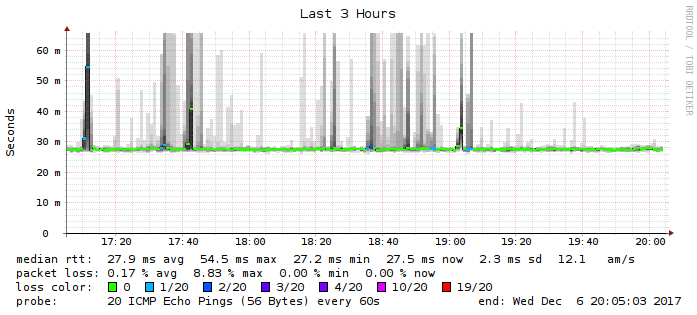 Last 3 Hours
RRDTOOL / TOBI OETIKER
Seconds
60 m
50 m
40 m
30 m
20 m
10 m
0
17:20 17:40 18:00 18:20 18:40 19:00 19:20 19:40 20:00
median rtt: 27.9 ms avg 54.5 ms max 27.2 ms min 27.5 ms now 2.3 ms sd 12.1 am/s
packet loss: 0.17 % avg 8.83 % max 0.00 % min 0.00 % now
loss color: 0 1/20 2/20 3/20 4/20 10/20 19/20
probe: 20 ICMP Echo Pings (56 Bytes) every 60s end: Wed Dec 6 20:05:03 2017